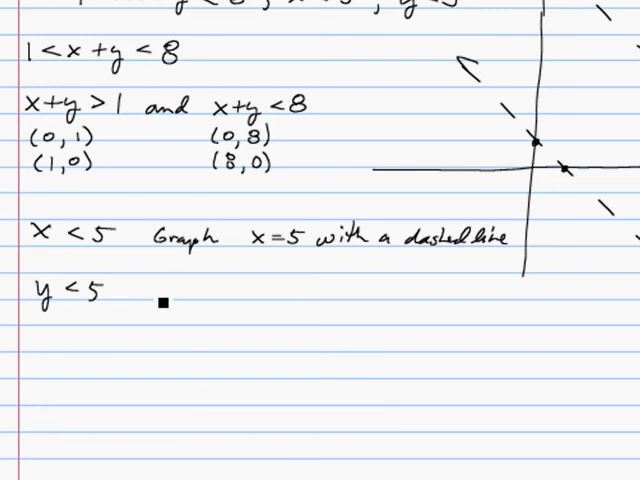 1 < x + y < 8
x + y > 1 and x + y < 8
(0, 1) (0, 8)
(1, 0) (8, 0)
x < 5 Graph x = 5 with a dashed line
y < 5